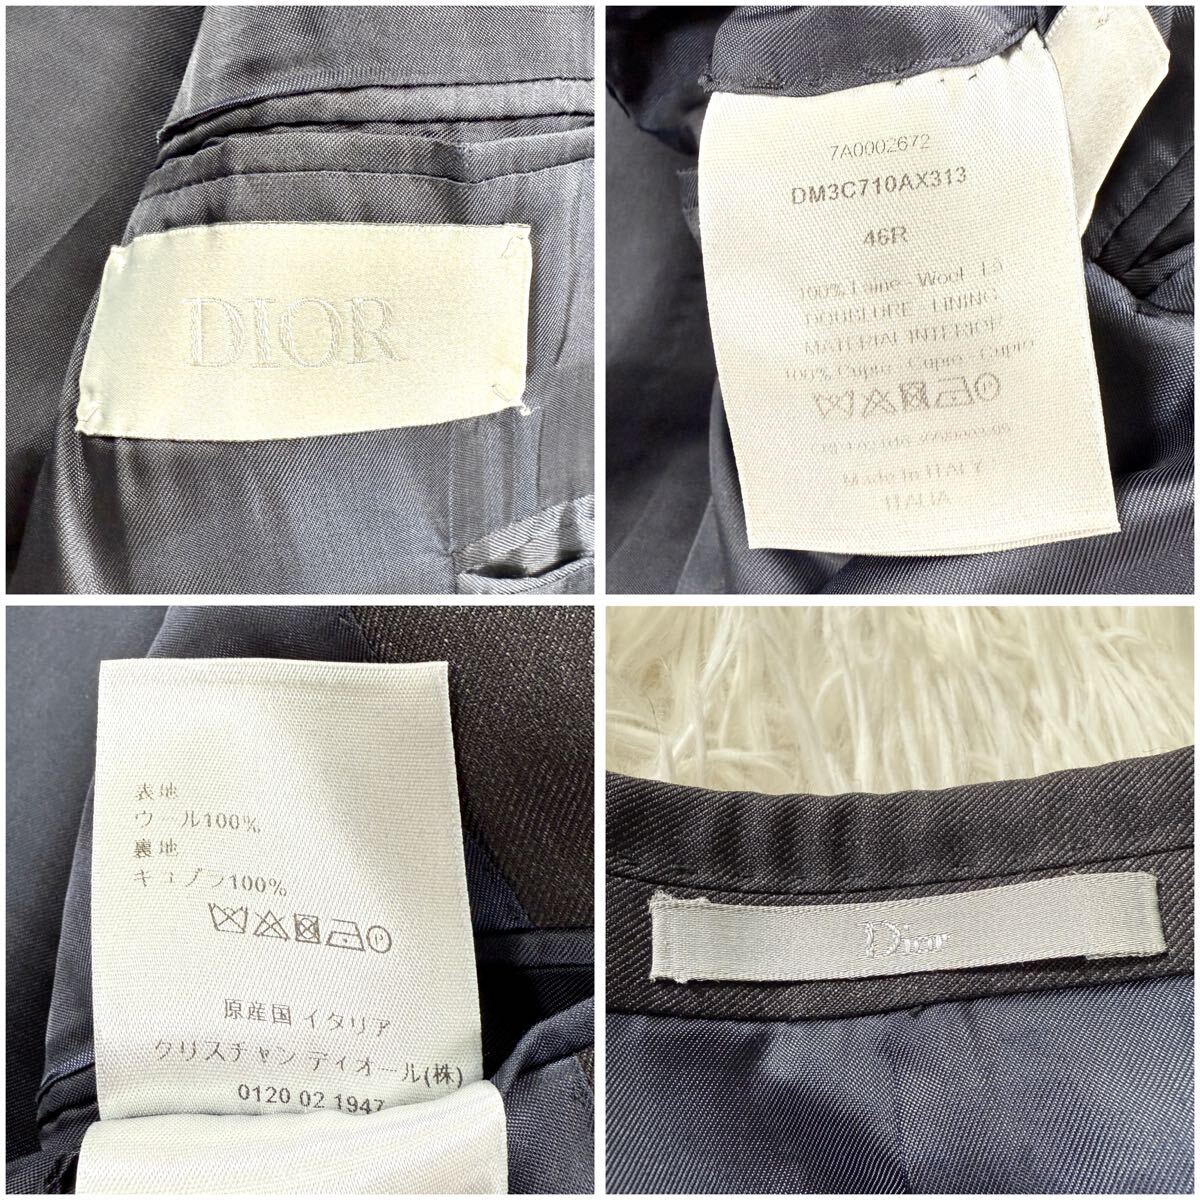 DIOR
7A0002672
DM3C710AX313
46R
100% Laine - Wool - Lã
DOUBLURE - LINING
MATERIAL INTERIOR
100% Cupro - Cupro - Cupro
Made in ITALY
ITALIA
表地
ウール100%
裏地
キュプラ100%
原産国 イタリア
クリスチャン ディオール(株)
0120 02 1947
Dior